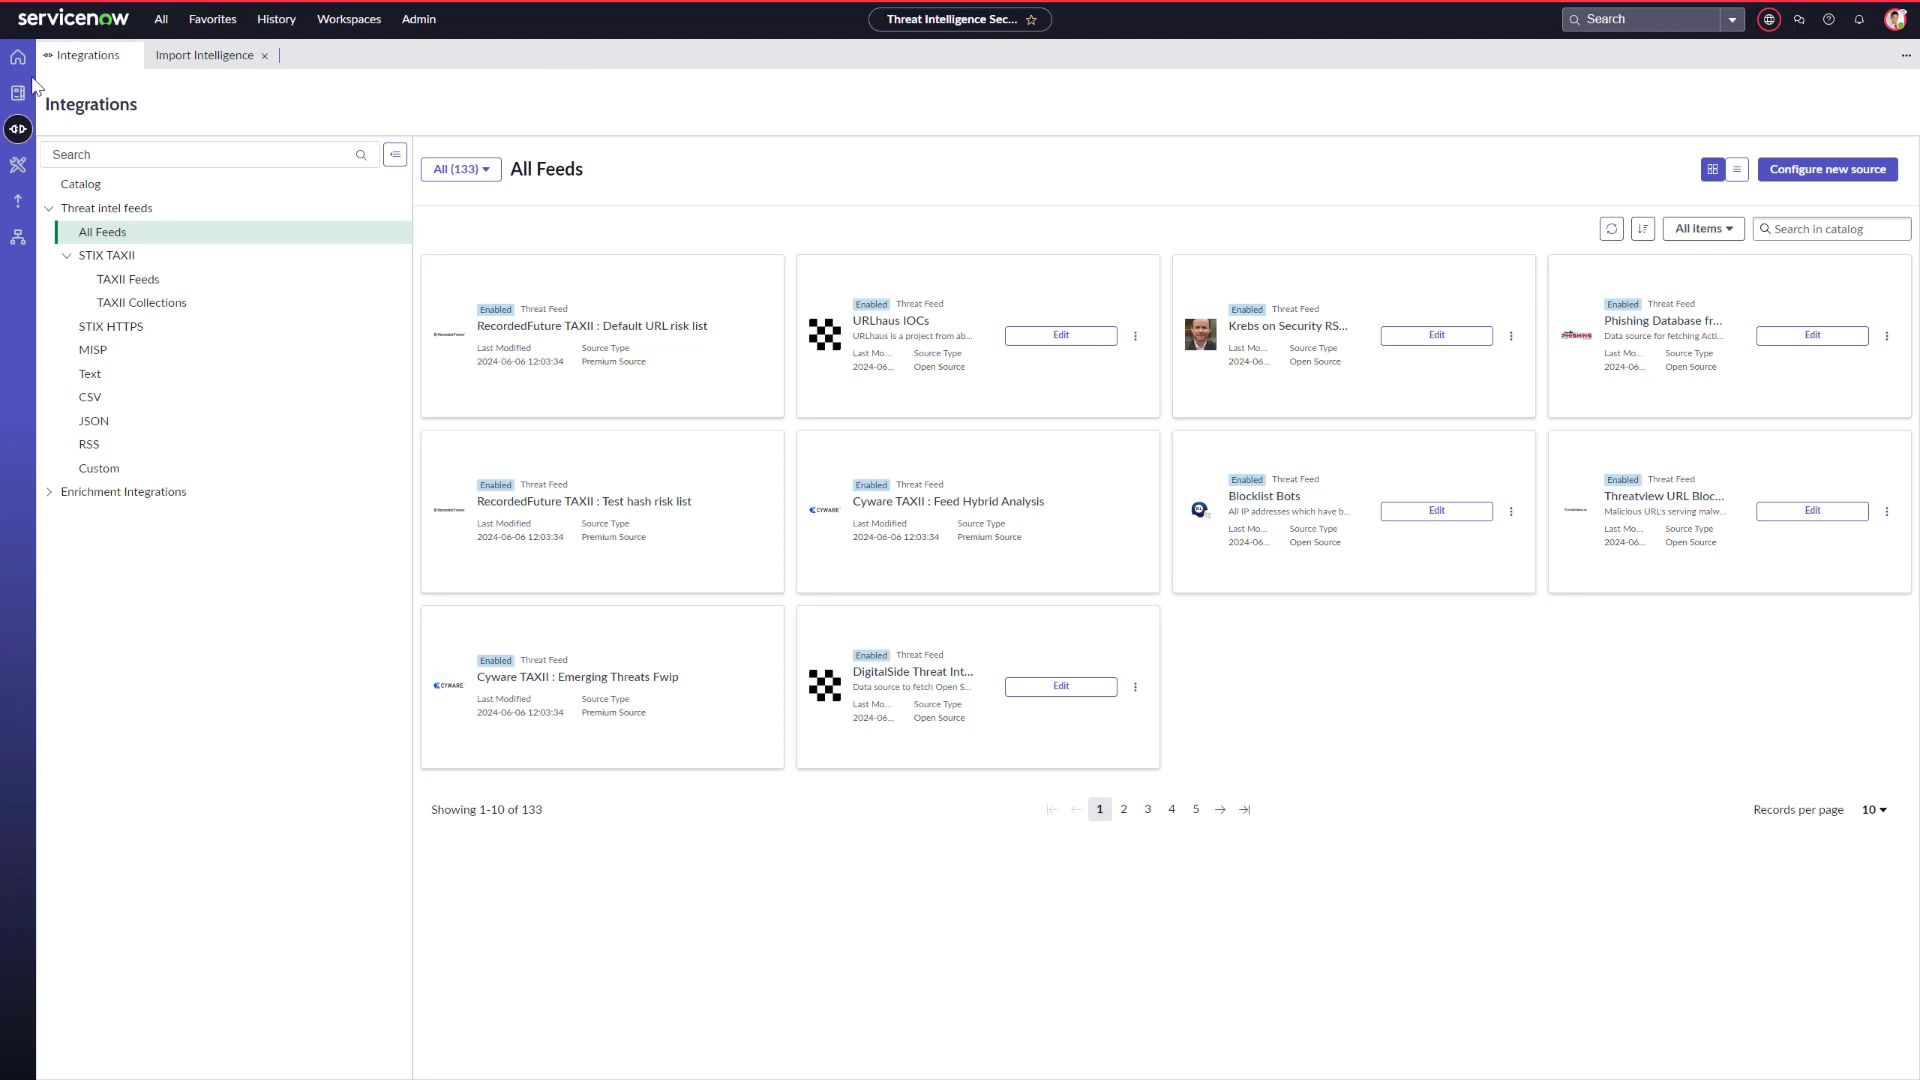 servicenow
All
Favorites
History
Workspaces
Admin
Threat Intelligence Sec...
Search
Integrations
Import Intelligence
Integrations
Search
Catalog
Threat intel feeds
All Feeds
STIX TAXII
TAXII Feeds
TAXII Collections
STIX HTTPS
MISP
Text
CSV
JSON
RSS
Custom
Enrichment Integrations
All (133)
All Feeds
Configure new source
All items
Search in catalog
Enabled Threat Feed
RecordedFuture TAXII : Default URL risk list
Last Modified Source Type
2024-06-06 12:03:34 Premium Source
Enabled Threat Feed
URLhaus IOCs
URLhaus is a project from ab...
Last Mo... Source Type
2024-06... Open Source
Edit
Enabled Threat Feed
Krebs on Security RS...
Last Mo... Source Type
2024-06... Open Source
Edit
PHISHING
Enabled Threat Feed
Phishing Database fr...
Data source for fetching Acti...
Last Mo... Source Type
2024-06... Open Source
Edit
Enabled Threat Feed
RecordedFuture TAXII : Test hash risk list
Last Modified Source Type
2024-06-06 12:03:34 Premium Source
CYWARE
Enabled Threat Feed
Cyware TAXII : Feed Hybrid Analysis
Last Modified Source Type
2024-06-06 12:03:34 Premium Source
Enabled Threat Feed
Blocklist Bots
All IP addresses which have b...
Last Mo... Source Type
2024-06... Open Source
Edit
Enabled Threat Feed
Threatview URL Bloc...
Malicious URL's serving malw...
Last Mo... Source Type
2024-06... Open Source
Edit
CYWARE
Enabled Threat Feed
Cyware TAXII : Emerging Threats Fwip
Last Modified Source Type
2024-06-06 12:03:34 Premium Source
Enabled Threat Feed
DigitalSide Threat Int...
Data source to fetch Open S...
Last Mo... Source Type
2024-06... Open Source
Edit
Showing 1-10 of 133
1 2 3 4 5
Records per page 10